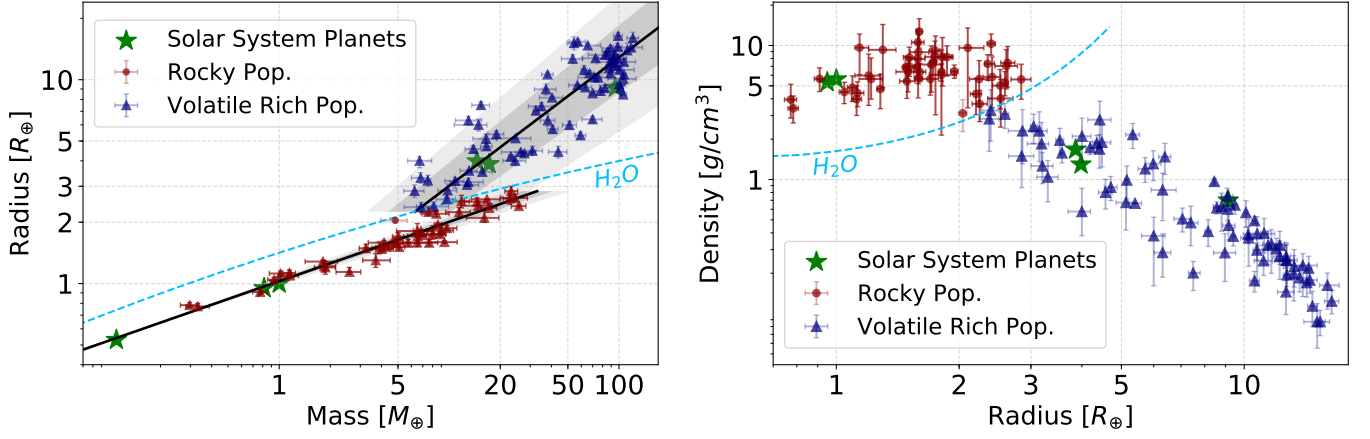 Radius [R⊕]
10
5
3
2
1
Solar System Planets
Rocky Pop.
Volatile Rich Pop.
H₂O
1
5
20
50
100
Mass [M⊕]
Density [g/cm³]
10
5
1
H₂O
Solar System Planets
Rocky Pop.
Volatile Rich Pop.
1
2
3
5
10
Radius [R⊕]